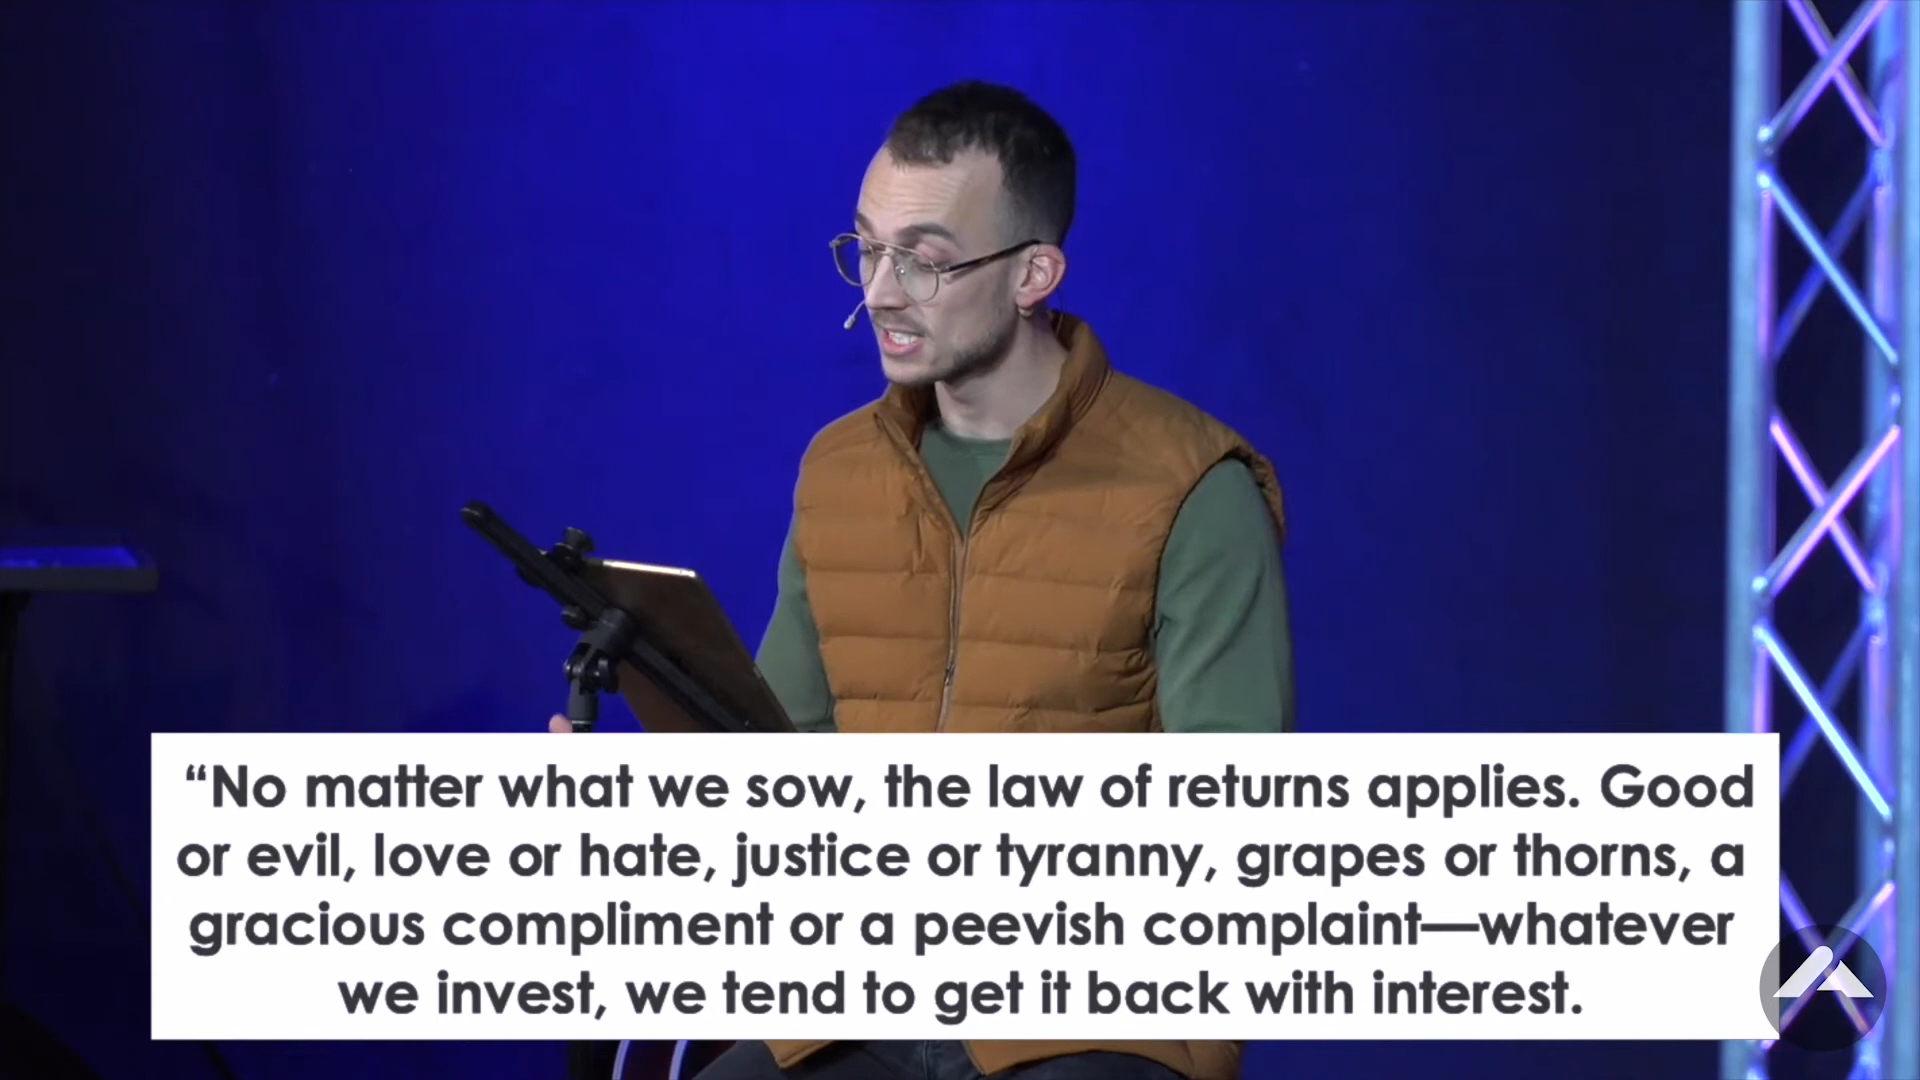 “No matter what we sow, the law of returns applies. Good
or evil, love or hate, justice or tyranny, grapes or thorns, a
gracious compliment or a peevish complaint—whatever
we invest, we tend to get it back with interest.